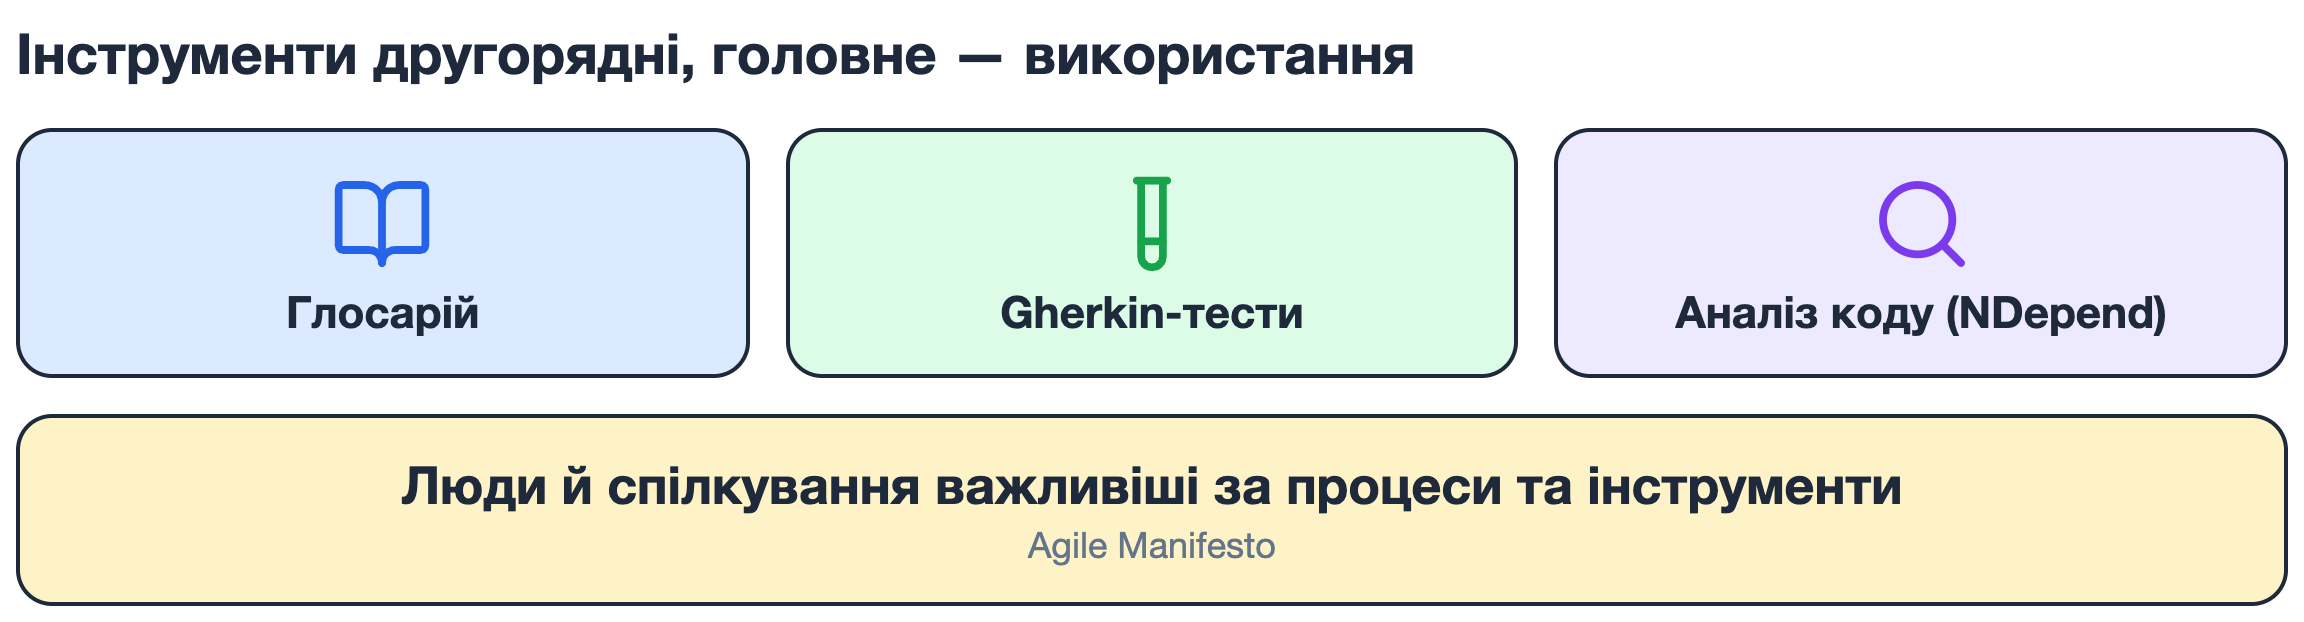 Інструменти другорядні, головне — використання
Глосарій
Gherkin-тести
Аналіз коду (NDepend)
Люди й спілкування важливіші за процеси та інструменти
Agile Manifesto